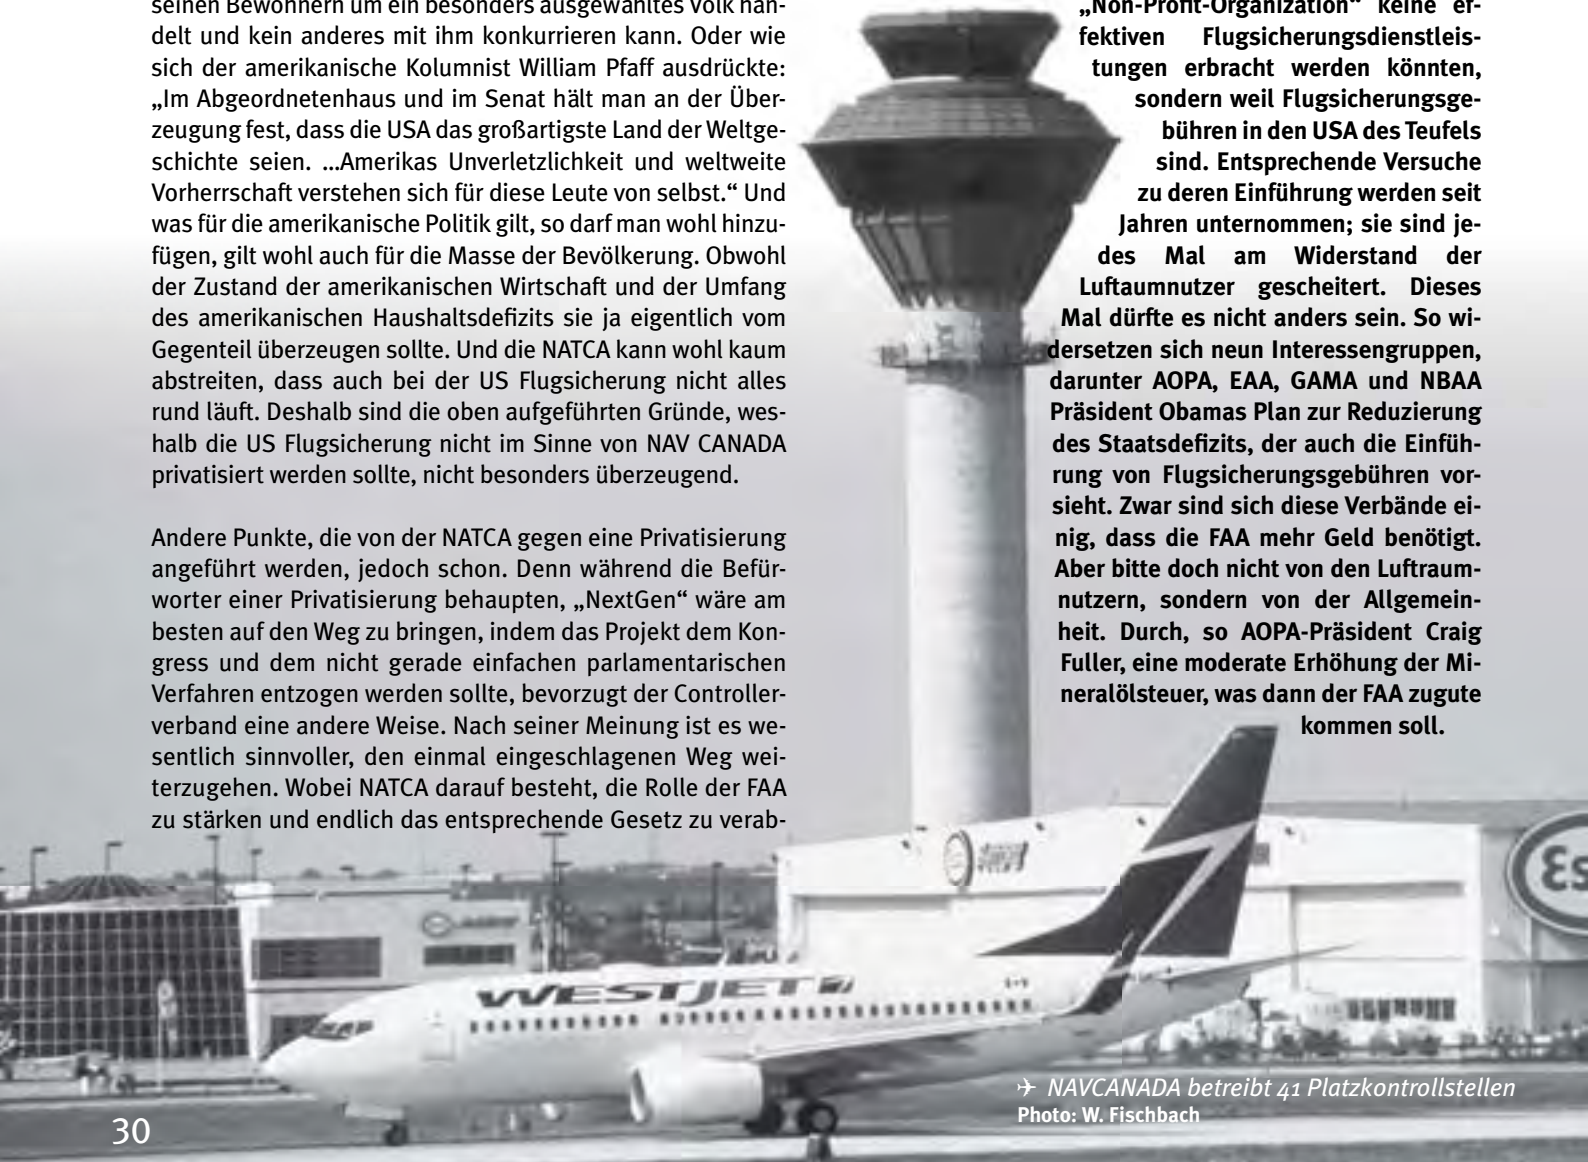 seinen Bewohnern um ein besonders ausgewähltes Volk han-
delt und kein anderes mit ihm konkurrieren kann. Oder wie
sich der amerikanische Kolumnist William Pfaff ausdrückte:
„Im Abgeordnetenhaus und im Senat hält man an der Über-
zeugung fest, dass die USA das großartigste Land der Weltge-
schichte seien. ...Amerikas Unverletzlichkeit und weltweite
Vorherrschaft verstehen sich für diese Leute von selbst.“ Und
was für die amerikanische Politik gilt, so darf man wohl hinzu-
fügen, gilt wohl auch für die Masse der Bevölkerung. Obwohl
der Zustand der amerikanischen Wirtschaft und der Umfang
des amerikanischen Haushaltsdefizits sie ja eigentlich vom
Gegenteil überzeugen sollte. Und die NATCA kann wohl kaum
abstreiten, dass auch bei der US Flugsicherung nicht alles
rund läuft. Deshalb sind die oben aufgeführten Gründe, wes-
halb die US Flugsicherung nicht im Sinne von NAV CANADA
privatisiert werden sollte, nicht besonders überzeugend.

Andere Punkte, die von der NATCA gegen eine Privatisierung
angeführt werden, jedoch schon. Denn während die Befür-
worter einer Privatisierung behaupten, „NextGen“ wäre am
besten auf den Weg zu bringen, indem das Projekt dem Kon-
gress und dem nicht gerade einfachen parlamentarischen
Verfahren entzogen werden sollte, bevorzugt der Controller-
verband eine andere Weise. Nach seiner Meinung ist es we-
sentlich sinnvoller, den einmal eingeschlagenen Weg wei-
terzugehen. Wobei NATCA darauf besteht, die Rolle der FAA
zu stärken und endlich das entsprechende Gesetz zu verab-

„Non-Profit-Organization“ keine ef-
fektiven Flugsicherungsdienstleis-
tungen erbracht werden könnten,
sondern weil Flugsicherungsge-
bühren in den USA des Teufels
sind. Entsprechende Versuche
zu deren Einführung werden seit
Jahren unternommen; sie sind je-
des Mal am Widerstand der
Luftaumnutzer gescheitert. Dieses
Mal dürfte es nicht anders sein. So wi-
dersetzen sich neun Interessengruppen,
darunter AOPA, EAA, GAMA und NBAA
Präsident Obamas Plan zur Reduzierung
des Staatsdefizits, der auch die Einfüh-
rung von Flugsicherungsgebühren vor-
sieht. Zwar sind sich diese Verbände ei-
nig, dass die FAA mehr Geld benötigt.
Aber bitte doch nicht von den Luftraum-
nutzern, sondern von der Allgemein-
heit. Durch, so AOPA-Präsident Craig
Fuller, eine moderate Erhöhung der Mi-
neralölsteuer, was dann der FAA zugute
kommen soll.

WESTJET
Es
✈ NAVCANADA betreibt 41 Platzkontrollstellen
Photo: W. Fischbach
30